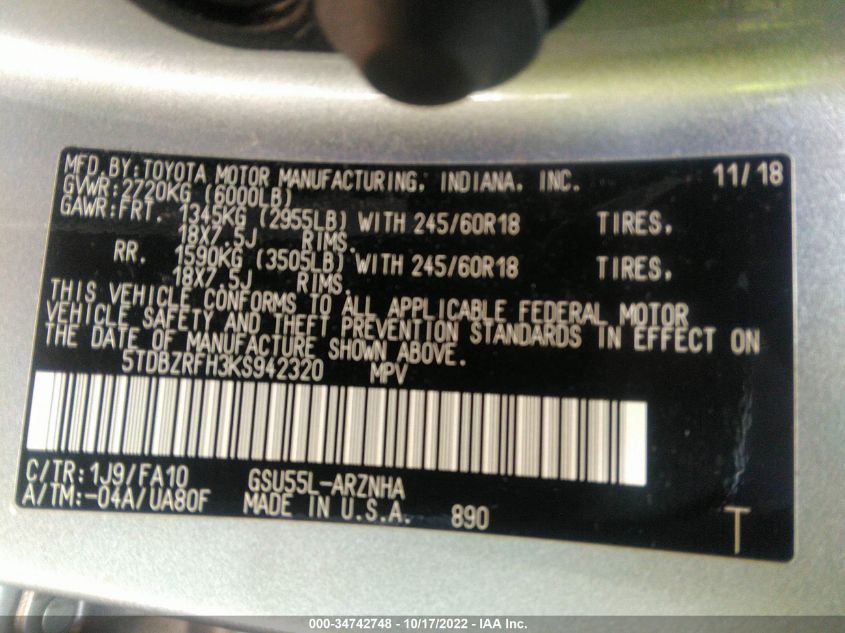 MFD.BY:TOYOTA MOTOR MANUFACTURING, INDIANA, INC. 11/18
GVWR:2720KG (6000LB)
GAWR:FRT. 1345KG (2955LB) WITH 245/60R18 TIRES,
18X7.5J RIMS,
RR. 1590KG (3505LB) WITH 245/60R18 TIRES,
18X7.5J RIMS,
THIS VEHICLE CONFORMS TO ALL APPLICABLE FEDERAL MOTOR
VEHICLE SAFETY AND THEFT PREVENTION STANDARDS IN EFFECT ON
THE DATE OF MANUFACTURE SHOWN ABOVE.
5TDBZRFH3KS942320 MPV
C/TR:1J9/FA10 GSU55L-ARZNHA
A/TM:-04A/UA80F MADE IN U.S.A. 890
T
000-34742748 - 10/17/2022 - IAA Inc.